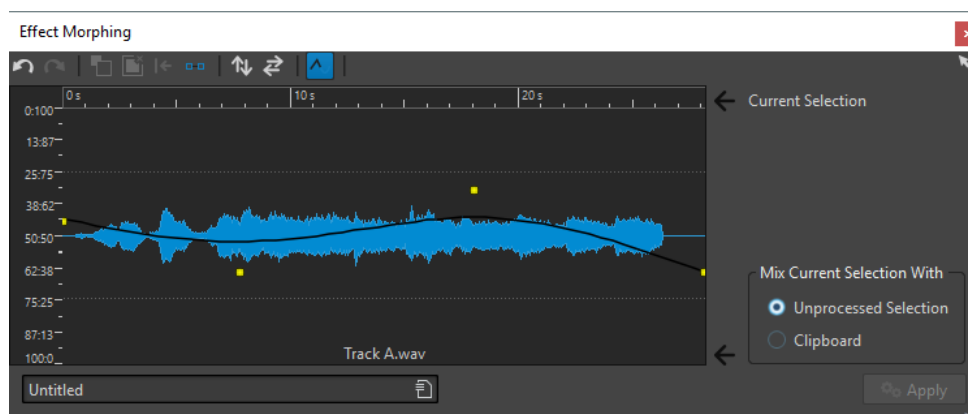 Effect Morphing
0 s
10 s
20 s
0:100
13:87
25:75
38:62
50:50
62:38
75:25
87:13
100:0
Current Selection
Mix Current Selection With
Unprocessed Selection
Clipboard
Track A.wav
Untitled
Apply